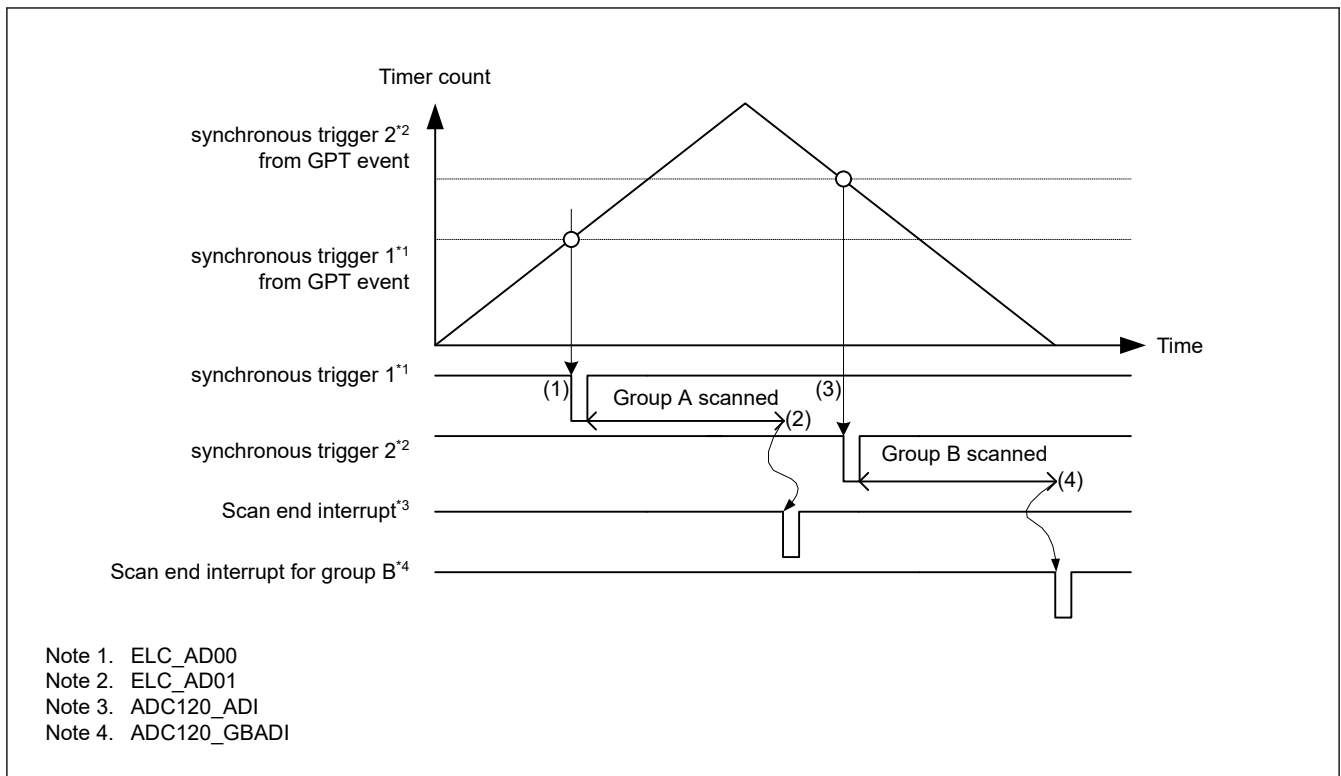 Timer count
synchronous trigger 2*2
from GPT event
synchronous trigger 1*1
from GPT event
Time
synchronous trigger 1*1
(1)
Group A scanned
(2)
(3)
synchronous trigger 2*2
Group B scanned
(4)
Scan end interrupt*3
Scan end interrupt for group B*4
Note 1. ELC_AD00
Note 2. ELC_AD01
Note 3. ADC120_ADI
Note 4. ADC120_GBADI